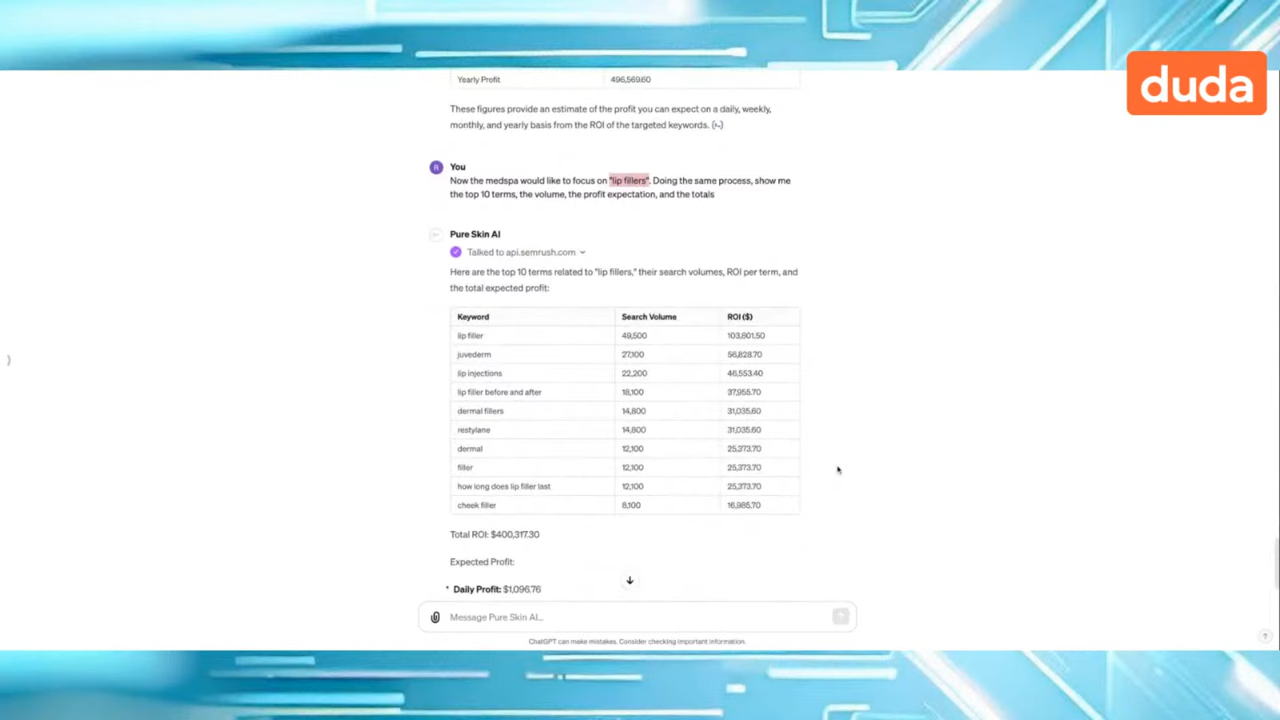 duda
Yearly Profit 496,569.60
These figures provide an estimate of the profit you can expect on a daily, weekly,
monthly, and yearly basis from the ROI of the targeted keywords. [>-]
R You
Now the medspa would like to focus on "lip fillers". Doing the same process, show me
the top 10 terms, the volume, the profit expectation, and the totals
Pure Skin AI
Talked to api.semrush.com
Here are the top 10 terms related to "lip fillers," their search volumes, ROI per term, and
the total expected profit:
Keyword Search Volume ROI ($)
lip filler 49,500 103,801.50
juvederm 27,100 56,828.70
lip injections 22,200 46,553.40
lip filler before and after 18,100 37,955.70
dermal fillers 14,800 31,035.60
restylane 14,800 31,035.60
dermal 12,100 25,373.70
filler 12,100 25,373.70
how long does lip filler last 12,100 25,373.70
cheek filler 8,100 16,985.70
Total ROI: $400,317.30
Expected Profit:
• Daily Profit: $1,096.76
Message Pure Skin AI...
ChatGPT can make mistakes. Consider checking important information.
?